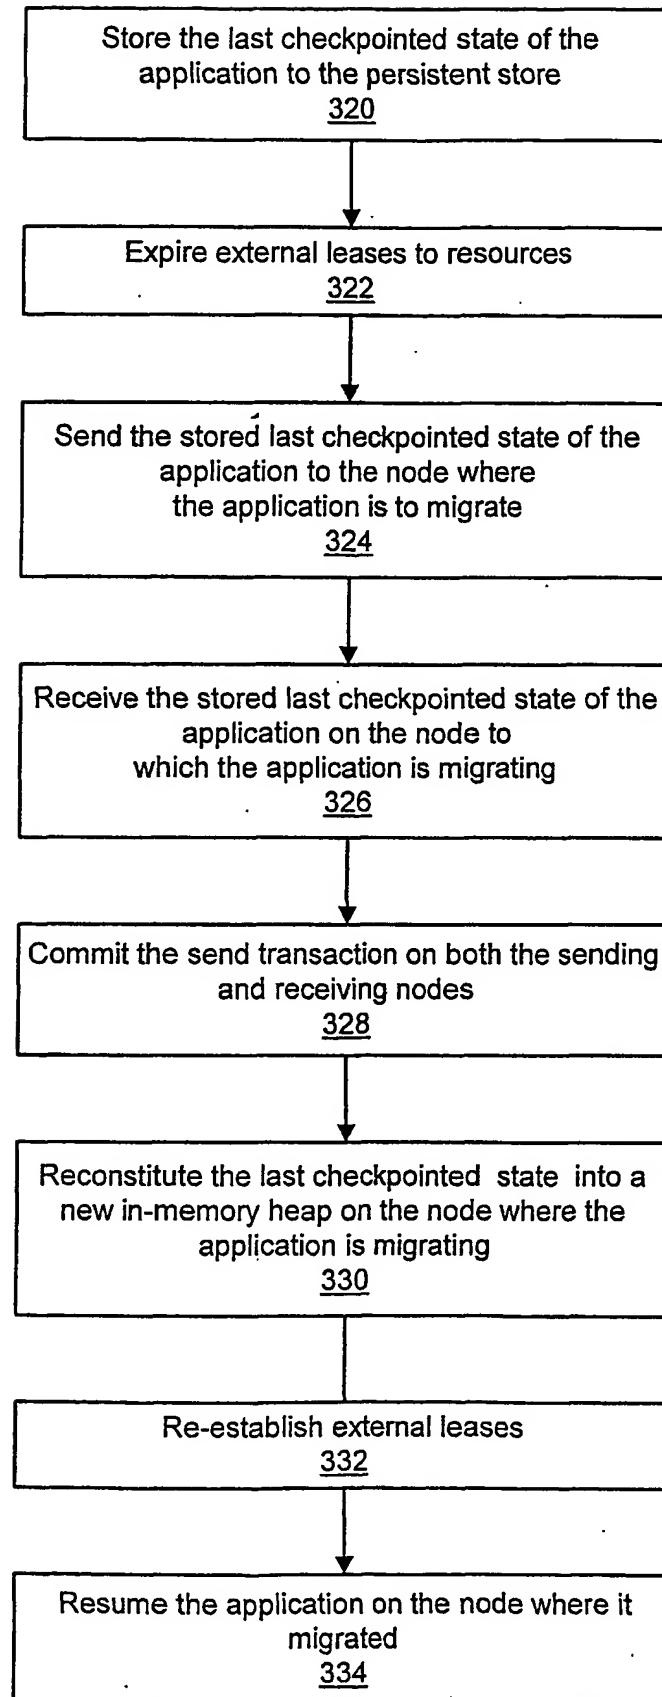 Store the last checkpointed state of the
application to the persistent store
320
Expire external leases to resources
322
Send the stored last checkpointed state of the
application to the node where
the application is to migrate
324
Receive the stored last checkpointed state of the
application on the node to
which the application is migrating
326
Commit the send transaction on both the sending
and receiving nodes
328
Reconstitute the last checkpointed state into a
new in-memory heap on the node where the
application is migrating
330
Re-establish external leases
332
Resume the application on the node where it
migrated
334